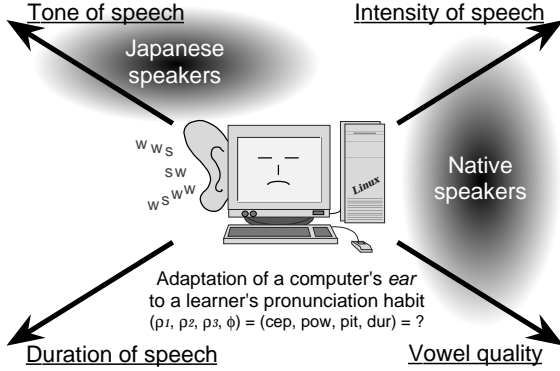 Tone of speech
Intensity of speech
Japanese
speakers
w w s
s w
w s w w
Linux
Native
speakers
Adaptation of a computer's ear
to a learner's pronunciation habit
(ρ1, ρ2, ρ3, ϕ) = (cep, pow, pit, dur) = ?
Duration of speech
Vowel quality